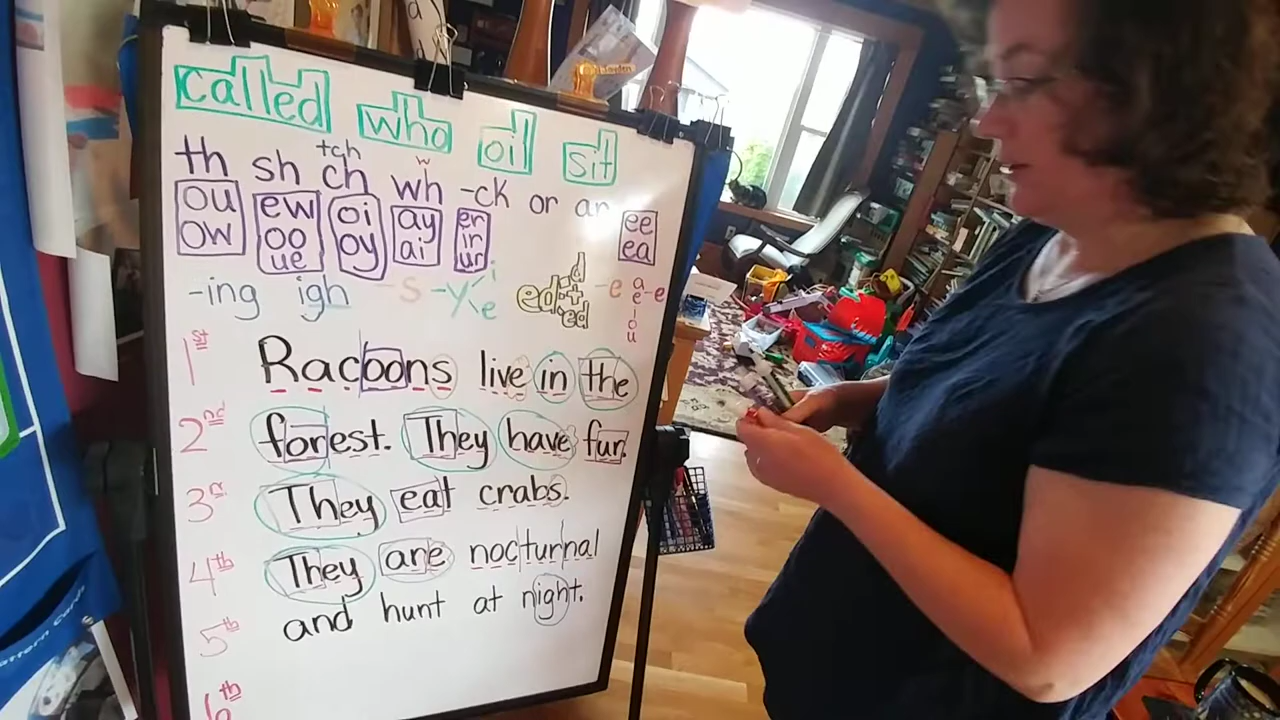 called who oil sit
tch w
th sh ch wh -ck or ar
ou ew oi ay er ee
ow oo oy ai ir ea
ue ur
-ing igh -s -y i e ed: d t ed -e a-e e i o u
1st Racoons live in the
2nd forest. They have fur.
3r They eat crabs.
4th They are nocturnal
5th and hunt at night.
6th